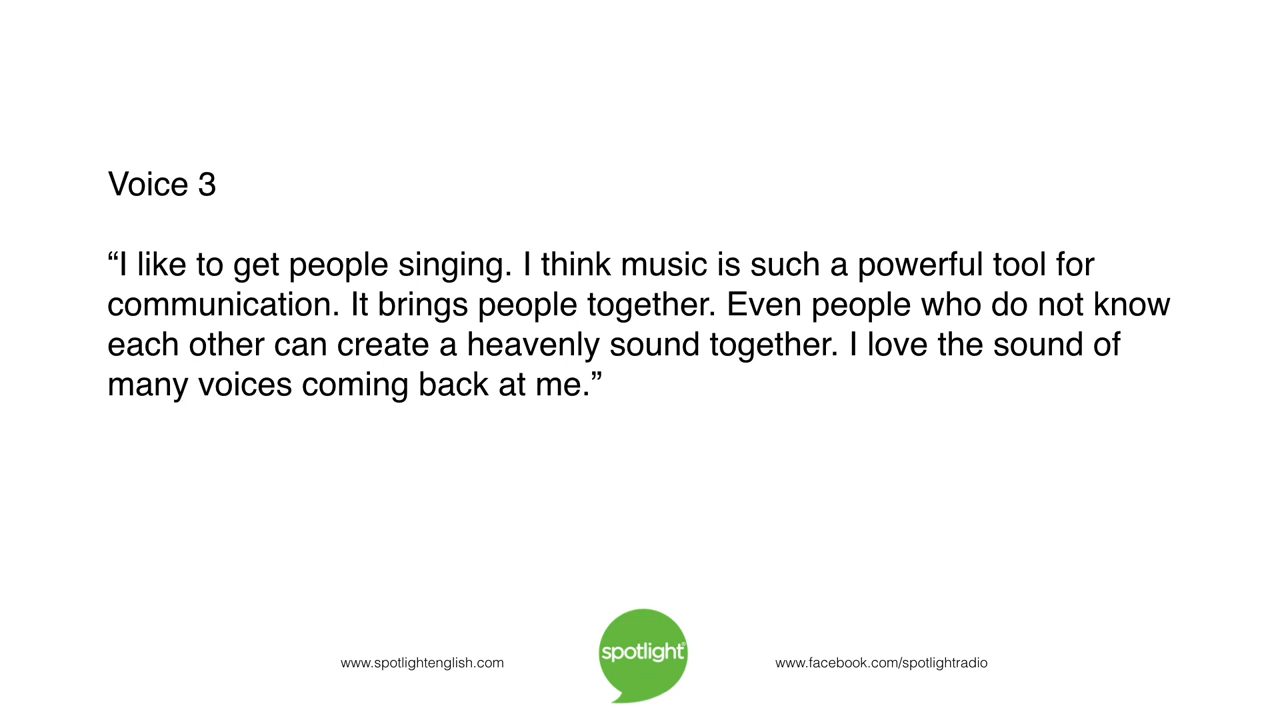 Voice 3
“I like to get people singing. I think music is such a powerful tool for
communication. It brings people together. Even people who do not know
each other can create a heavenly sound together. I love the sound of
many voices coming back at me.”
www.spotlightenglish.com
spotlight®
www.facebook.com/spotlightradio